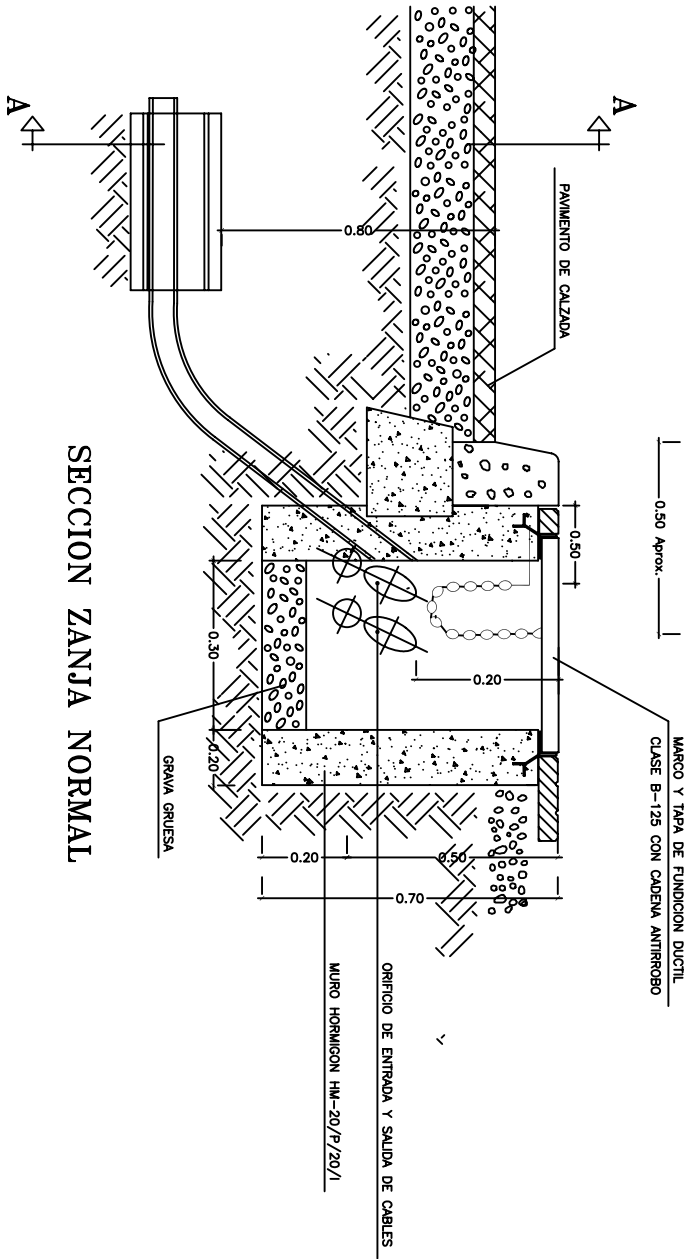 MARCO Y TAPA DE FUNDICION DUCTIL
CLASE B-125 CON CADENA ANTIRROBO
0.50 Aprox.
PAVIMENTO DE CALZADA
A
A
0.80
0.50
0.20
0.30
0.20
0.20
0.50
0.70
ORIFICIO DE ENTRADA Y SALIDA DE CABLES
MURO HORMIGON HM-20/P/20/I
GRAVA GRUESA
SECCION ZANJA NORMAL